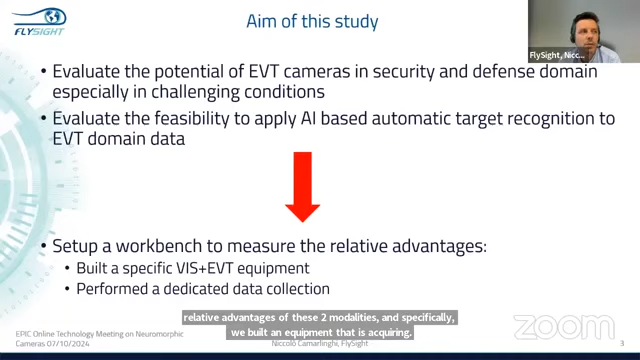 FLYSIGHT
Aim of this study
FlySight, Nicc...
• Evaluate the potential of EVT cameras in security and defense domain
especially in challenging conditions
• Evaluate the feasibility to apply AI based automatic target recognition to
EVT domain data
• Setup a workbench to measure the relative advantages:
• Built a specific VIS+EVT equipment
• Performed a dedicated data collection
relative advantages of these 2 modalities, and specifically,
we built an equipment that is acquiring.
EPIC Online Technology Meeting on Neuromorphic
Cameras 07/10/2024
Niccolò Camarlinghi, FlySight
zoom
3